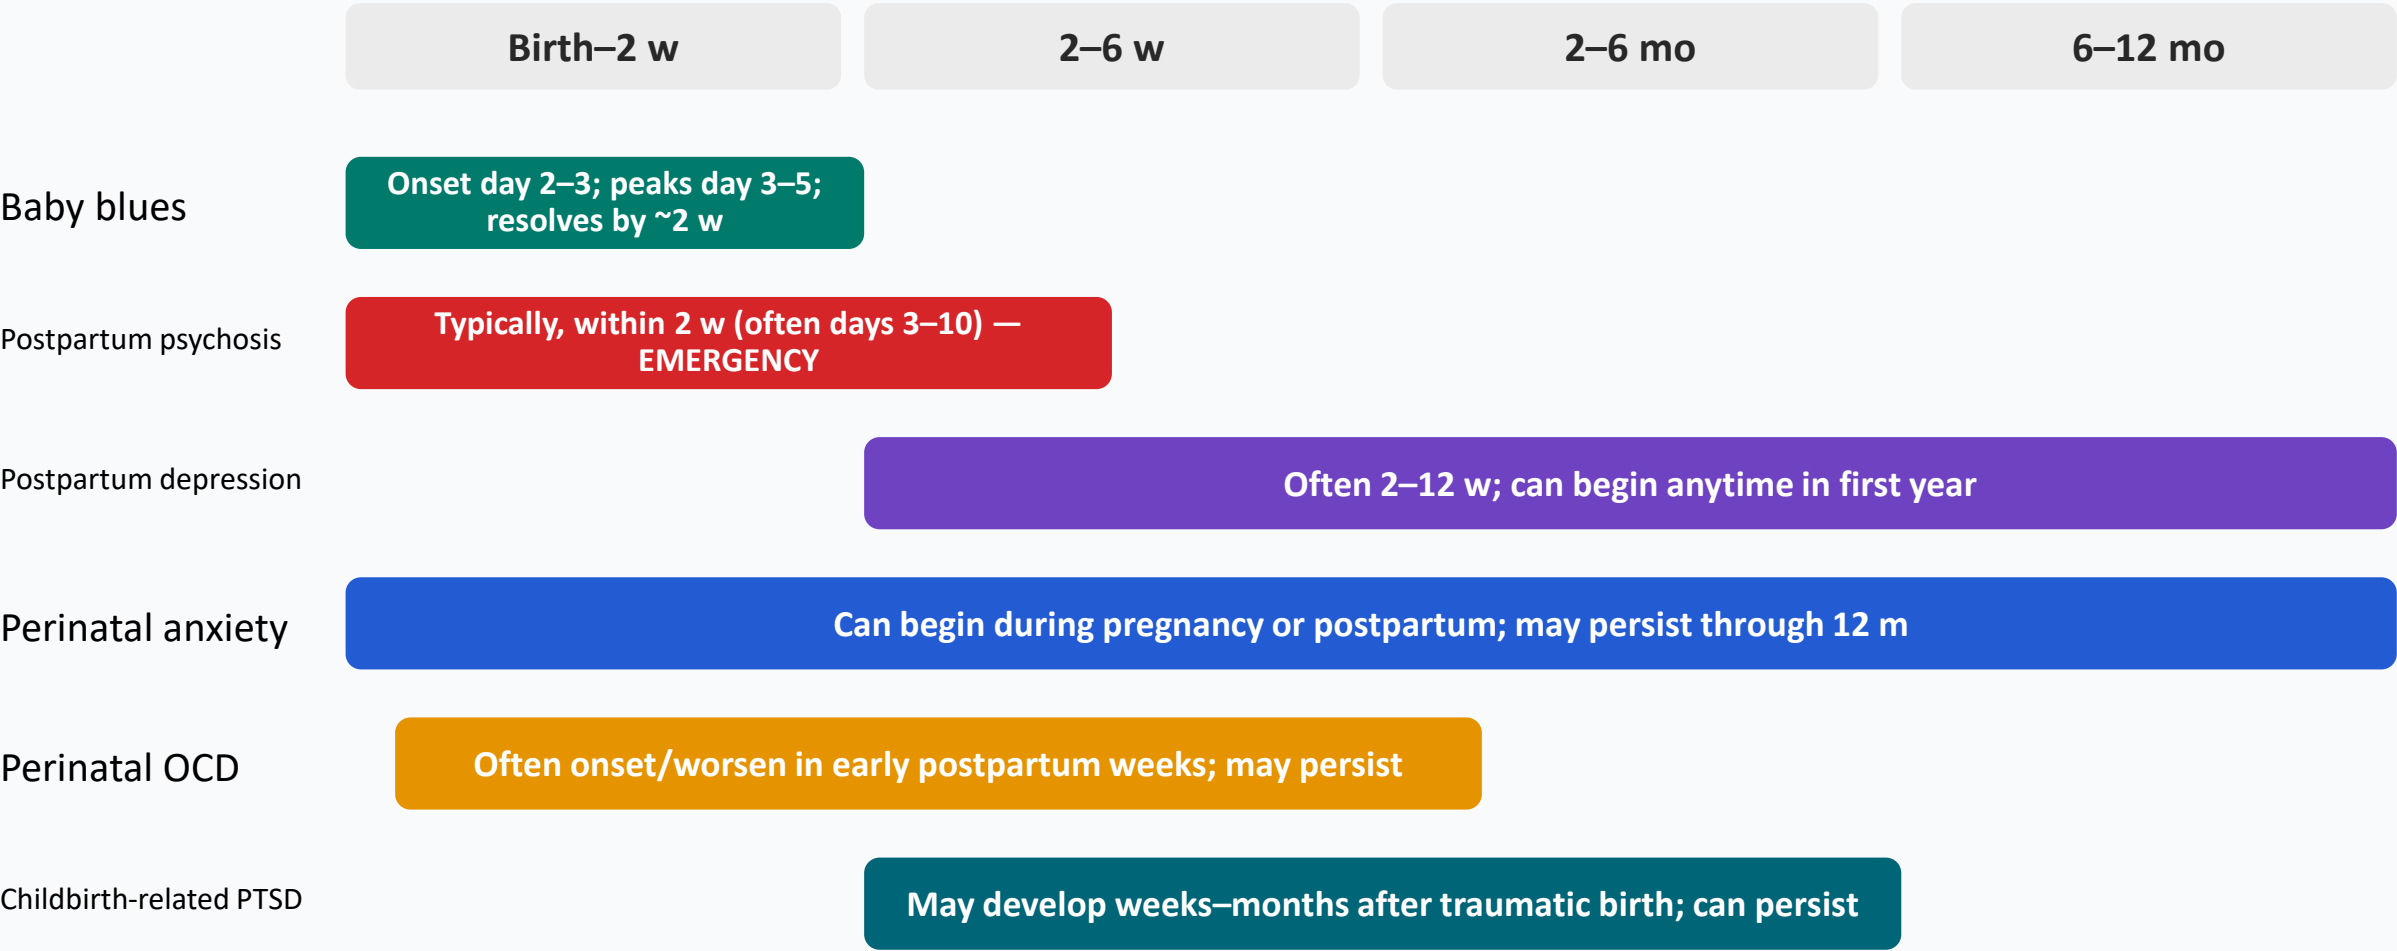 Birth–2 w
2–6 w
2–6 mo
6–12 mo
Baby blues
Onset day 2–3; peaks day 3–5;
resolves by ~2 w
Postpartum psychosis
Typically, within 2 w (often days 3–10) —
EMERGENCY
Postpartum depression
Often 2–12 w; can begin anytime in first year
Perinatal anxiety
Can begin during pregnancy or postpartum; may persist through 12 m
Perinatal OCD
Often onset/worsen in early postpartum weeks; may persist
Childbirth-related PTSD
May develop weeks–months after traumatic birth; can persist